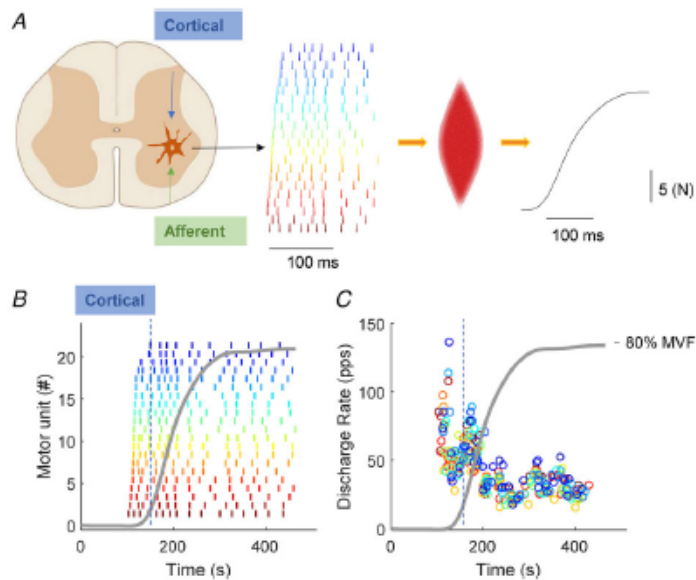 A
Cortical
Afferent
100 ms
5 (N)
100 ms
B
Cortical
Motor unit (#)
20
15
10
5
0
0
200
400
Time (s)
C
Discharge Rate (pps)
150
100
50
0
0
200
400
Time (s)
80% MVF